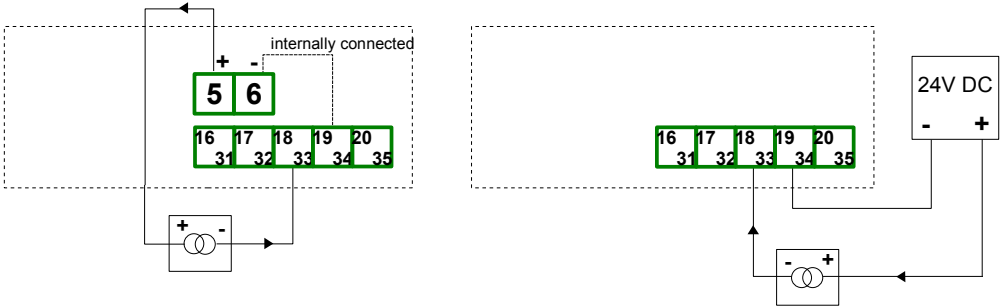 internally connected
+ -
5 6
16 17 18 19 20
31 32 33 34 35
+ -
24V DC
- +
16 17 18 19 20
31 32 33 34 35
- +